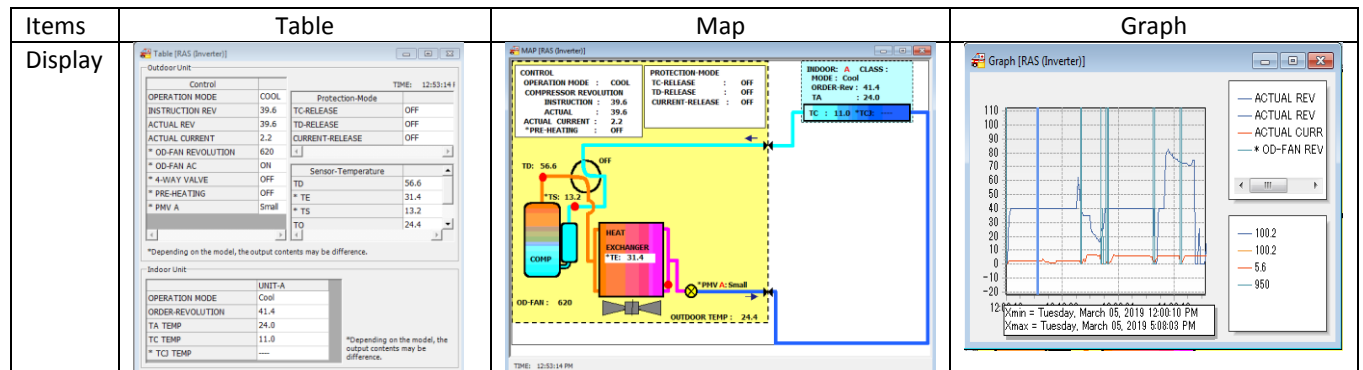 Items Table Map Graph
Display
Table [RAS (Inverter)]
Outdoor Unit
Control
TIME: 12:53:14 P
OPERATION MODE COOL
INSTRUCTION REV 39.6
ACTUAL REV 39.6
ACTUAL CURRENT 2.2
* OD-FAN REVOLUTION 620
* OD-FAN AC ON
* 4-WAY VALVE OFF
* PRE-HEATING OFF
* PMV A Small
Protection-Mode
TC-RELEASE OFF
TD-RELEASE OFF
CURRENT-RELEASE OFF
Sensor-Temperature
TD 56.6
* TE 31.4
* TS 13.2
TO 24.4
*Depending on the model, the output contents may be difference.
Indoor Unit
UNIT-A
OPERATION MODE Cool
ORDER-REVOLUTION 41.4
TA TEMP 24.0
TC TEMP 11.0
* TCJ TEMP ----
*Depending on the model, the
output contents may be
difference.
MAP [RAS (Inverter)]
CONTROL
OPERATION MODE : COOL
COMPRESSOR REVOLUTION
INSTRUCTION : 39.6
ACTUAL : 39.6
ACTUAL CURRENT : 2.2
*PRE-HEATING : OFF
PROTECTION-MODE
TC-RELEASE : OFF
TD-RELEASE : OFF
CURRENT-RELEASE : OFF
INDOOR: A CLASS :
MODE : Cool
ORDER-Rev : 41.4
TA : 24.0
TC : 11.0 *TCJ: ----
TD: 56.6
OFF
*TS: 13.2
HEAT
EXCHANGER
*TE: 31.4
COMP
*PMV A: Small
OD-FAN : 620
OUTDOOR TEMP : 24.4
TIME: 12:53:14 PM
Graph [RAS (Inverter)]
110
100
90
80
70
60
50
40
30
20
10
0
-10
-20
ACTUAL REV
ACTUAL REV
ACTUAL CURR
* OD-FAN REV
100.2
100.2
5.6
950
Xmin = Tuesday, March 05, 2019 12:00:10 PM
Xmax = Tuesday, March 05, 2019 5:08:03 PM